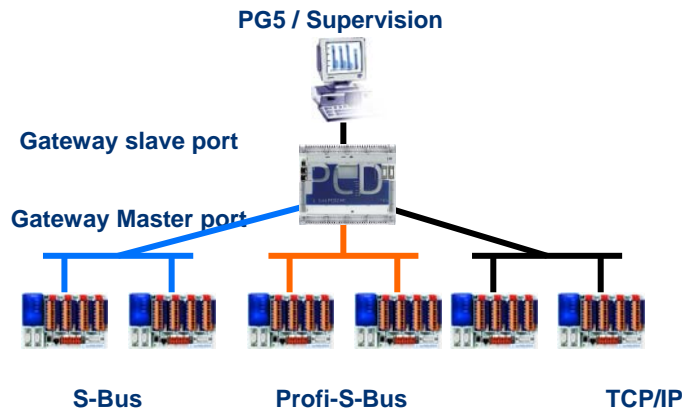 PG5 / Supervision
Gateway slave port
PCD
Gateway Master port
S-Bus
Profi-S-Bus
TCP/IP